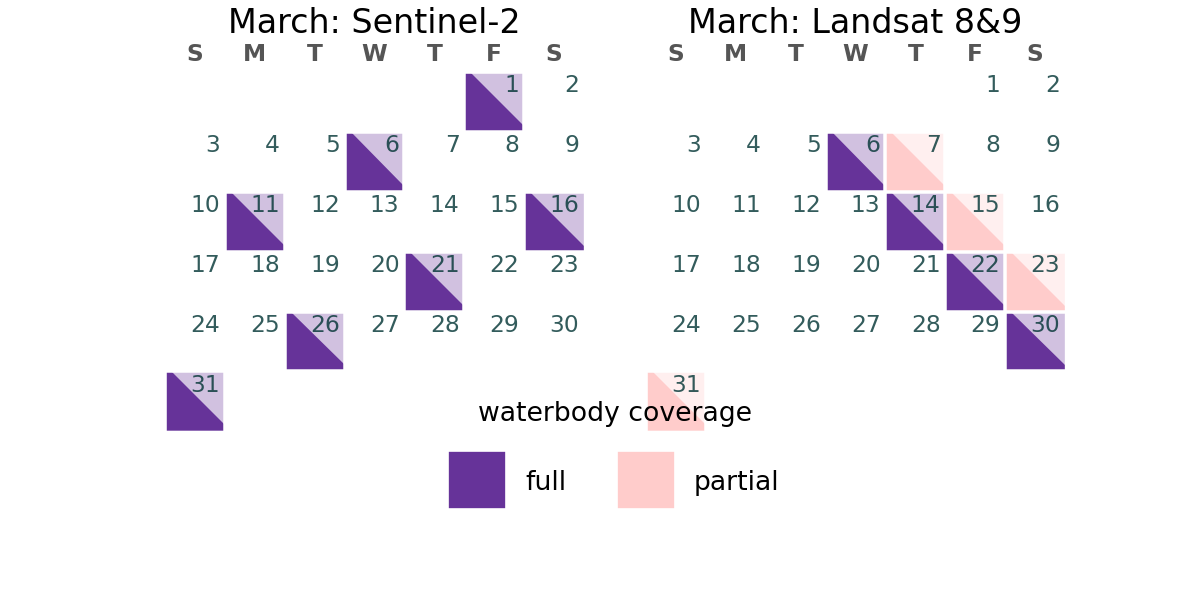 March: Sentinel-2
S M T W T F S
1 2
3 4 5 6 7 8 9
10 11 12 13 14 15 16
17 18 19 20 21 22 23
24 25 26 27 28 29 30
31
March: Landsat 8&9
S M T W T F S
1 2
3 4 5 6 7 8 9
10 11 12 13 14 15 16
17 18 19 20 21 22 23
24 25 26 27 28 29 30
31
waterbody coverage
full partial